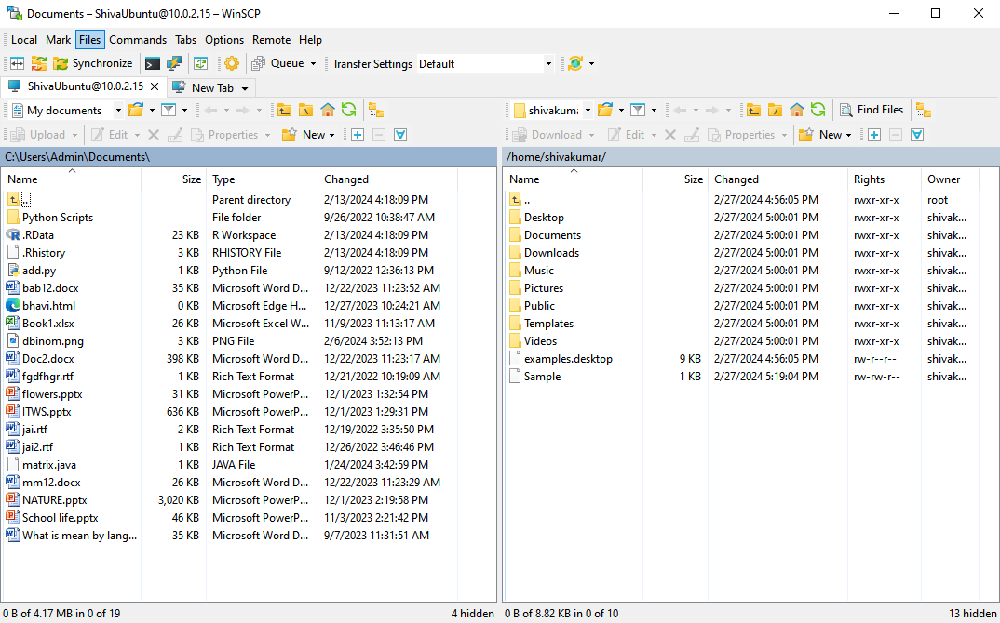 Documents – ShivaUbuntu@10.0.2.15 – WinSCP
Local Mark Files Commands Tabs Options Remote Help
Synchronize Queue Transfer Settings Default
ShivaUbuntu@10.0.2.15 New Tab
My documents shivakuma Find Files
Upload Edit Properties New Download Edit Properties New
C:\Users\Admin\Documents\ /home/shivakumar/
Name Size Type Changed
.. Parent directory 2/13/2024 4:18:09 PM
Python Scripts File folder 9/26/2022 10:38:47 AM
.RData 23 KB R Workspace 2/13/2024 4:18:09 PM
.Rhistory 3 KB RHISTORY File 2/13/2024 4:18:09 PM
add.py 1 KB Python File 9/12/2022 12:36:13 PM
bab12.docx 35 KB Microsoft Word D... 12/22/2023 11:23:52 AM
bhavi.html 0 KB Microsoft Edge H... 12/27/2023 10:24:21 AM
Book1.xlsx 26 KB Microsoft Excel W... 11/9/2023 11:13:17 AM
dbinom.png 3 KB PNG File 2/6/2024 3:52:13 PM
Doc2.docx 398 KB Microsoft Word D... 12/22/2023 11:23:17 AM
fgdfhgr.rtf 1 KB Rich Text Format 12/21/2022 10:19:09 AM
flowers.pptx 31 KB Microsoft PowerP... 12/1/2023 1:32:54 PM
ITWS.pptx 636 KB Microsoft PowerP... 12/1/2023 1:29:31 PM
jai.rtf 2 KB Rich Text Format 12/19/2022 3:35:50 PM
jai2.rtf 1 KB Rich Text Format 12/26/2022 3:46:46 PM
matrix.java 1 KB JAVA File 1/24/2024 3:42:59 PM
mm12.docx 26 KB Microsoft Word D... 12/22/2023 11:23:29 AM
NATURE.pptx 3,020 KB Microsoft PowerP... 12/1/2023 2:19:58 PM
School life.pptx 46 KB Microsoft PowerP... 11/3/2023 2:21:42 PM
What is mean by lang... 35 KB Microsoft Word D... 9/7/2023 11:31:51 AM
Name Size Changed Rights Owner
.. 2/27/2024 4:56:05 PM rwxr-xr-x root
Desktop 2/27/2024 5:00:01 PM rwxr-xr-x shivak...
Documents 2/27/2024 5:00:01 PM rwxr-xr-x shivak...
Downloads 2/27/2024 5:00:01 PM rwxr-xr-x shivak...
Music 2/27/2024 5:00:01 PM rwxr-xr-x shivak...
Pictures 2/27/2024 5:00:01 PM rwxr-xr-x shivak...
Public 2/27/2024 5:00:01 PM rwxr-xr-x shivak...
Templates 2/27/2024 5:00:01 PM rwxr-xr-x shivak...
Videos 2/27/2024 5:00:01 PM rwxr-xr-x shivak...
examples.desktop 9 KB 2/27/2024 4:56:05 PM rw-r--r-- shivak...
Sample 1 KB 2/27/2024 5:19:04 PM rw-rw-r-- shivak...
0 B of 4.17 MB in 0 of 19 4 hidden 0 B of 8.82 KB in 0 of 10 13 hidden